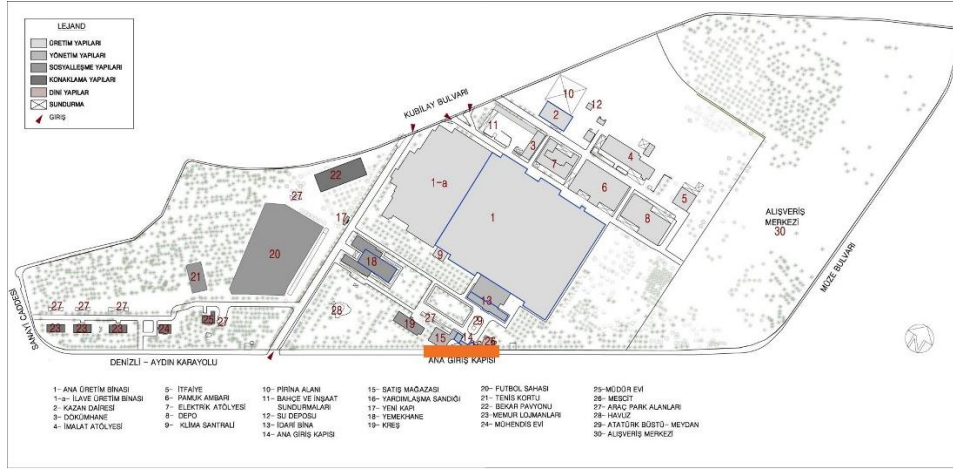 LEJAND
ÜRETİM YAPILARI
YÖNETİM YAPILARI
SOSYALLEŞME YAPILARI
KONAKLAMA YAPILARI
DİNİ YAPILAR
SUNDURMA
GİRİŞ
KUBİLAY BULVARI
10
12
2
11
3
7
4
22
1-a
6
5
27
17
1
8
ALIŞVERİŞ
MERKEZİ
30
20
9
18
21
13
MÜZE BULVARI
SANAYİ CADDESİ
27 27 27
28
27
29
23 23 23 24 25 27
19
15 14 26
DENİZLİ - AYDIN KARAYOLU
ANA GİRİŞ KAPISI
1- ANA ÜRETİM BİNASI
1-a- İLAVE ÜRETİM BİNASI
2- KAZAN DAİRESİ
3- DÖKÜMHANE
4- İMALAT ATÖLYESİ
5- İTFAİYE
6- PAMUK AMBARI
7- ELEKTRİK ATÖLYESİ
8- DEPO
9- KLİMA SANTRALİ
10- PİRİNA ALANI
11- BAHÇE VE İNŞAAT
SUNDURMALARI
12- SU DEPOSU
13- İDARİ BİNA
14- ANA GİRİŞ KAPISI
15- SATIŞ MAĞAZASI
16- YARDIMLAŞMA SANDIĞI
17- YENİ KAPI
18- YEMEKHANE
19- KREŞ
20- FUTBOL SAHASI
21- TENİS KORTU
22- BEKAR PAVYONU
23- MEMUR LOJMANLARI
24- MÜHENDİS EVİ
25- MÜDÜR EVİ
26- MESCİT
27- ARAÇ PARK ALANLARI
28- HAVUZ
29- ATATÜRK BÜSTÜ- MEYDAN
30- ALIŞVERİŞ MERKEZİ